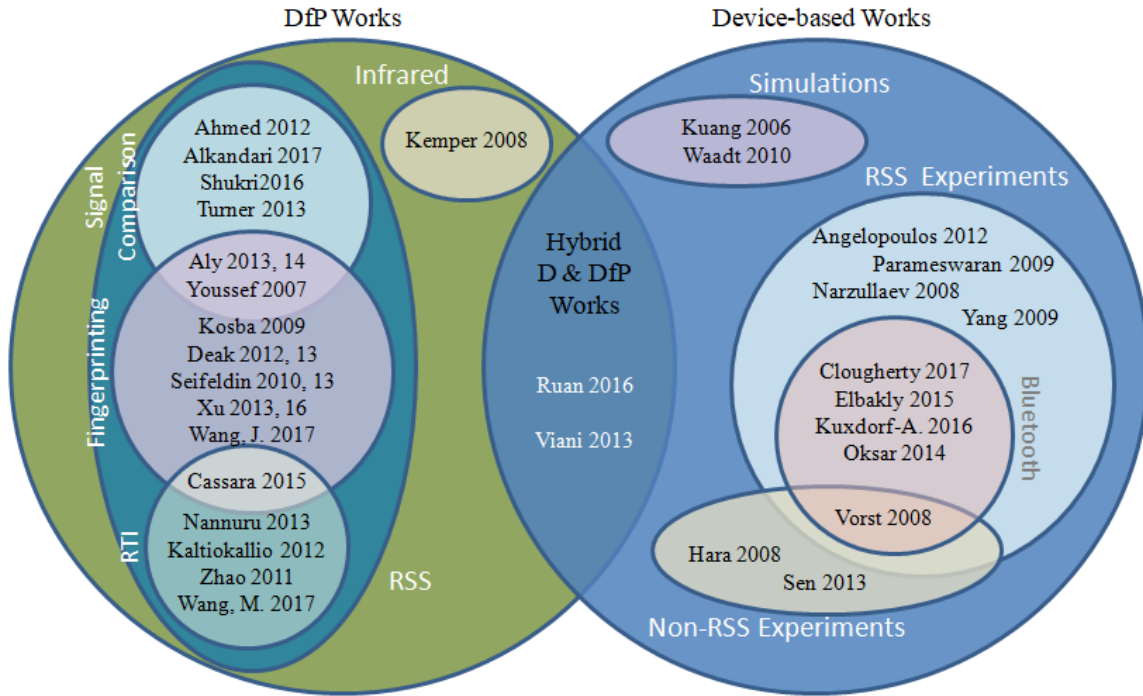 DfP Works
Device-based Works
Infrared
Kemper 2008
Signal
Comparison
Ahmed 2012
Alkandari 2017
Shukri2016
Turner 2013
Aly 2013, 14
Youssef 2007
Fingerprinting
Kosba 2009
Deak 2012, 13
Seifeldin 2010, 13
Xu 2013, 16
Wang, J. 2017
Cassara 2015
RTI
Nannuru 2013
Kaltiokallio 2012
Zhao 2011
Wang, M. 2017
RSS
Hybrid
D & DfP
Works
Ruan 2016
Viani 2013
Simulations
Kuang 2006
Waadt 2010
RSS Experiments
Angelopoulos 2012
Parameswaran 2009
Narzullaev 2008
Yang 2009
Clougherty 2017
Elbakly 2015
Kuxdorf-A. 2016
Oksar 2014
Bluetooth
Vorst 2008
Hara 2008
Sen 2013
Non-RSS Experiments